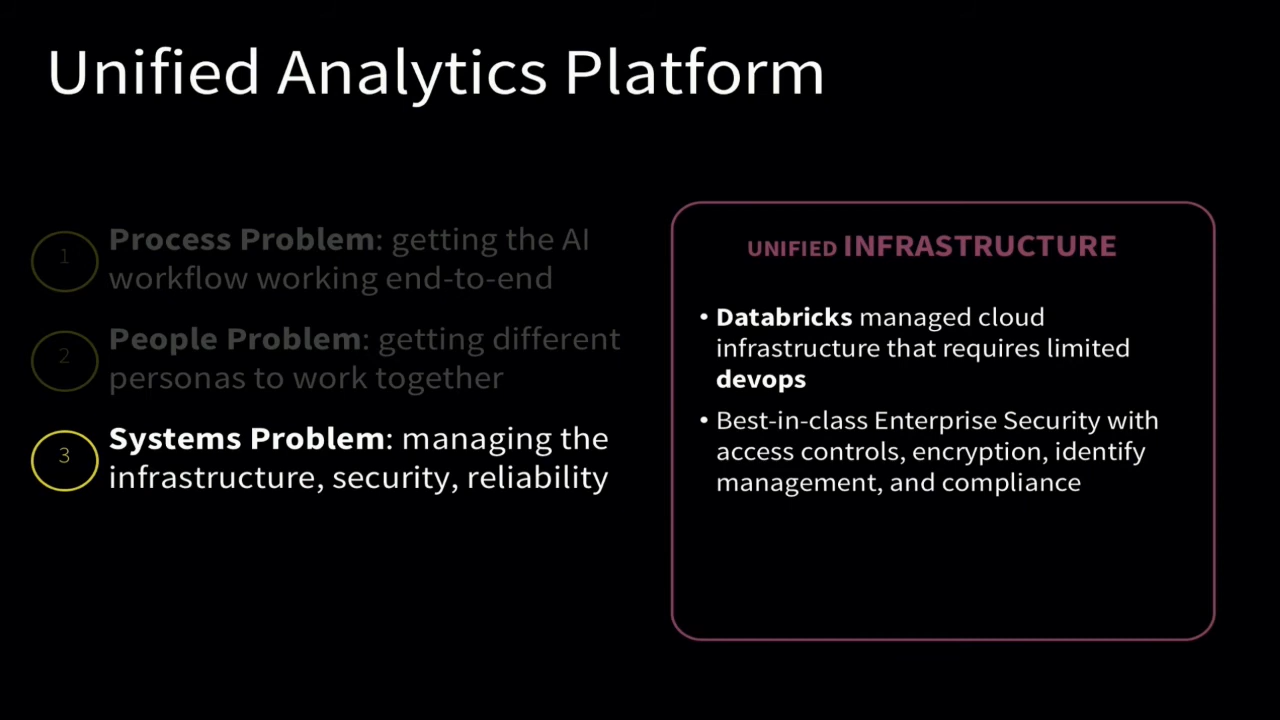 Unified Analytics Platform
1
Process Problem: getting the AI
workflow working end-to-end
2
People Problem: getting different
personas to work together
3
Systems Problem: managing the
infrastructure, security, reliability
UNIFIED INFRASTRUCTURE
• Databricks managed cloud
infrastructure that requires limited
devops
• Best-in-class Enterprise Security with
access controls, encryption, identify
management, and compliance